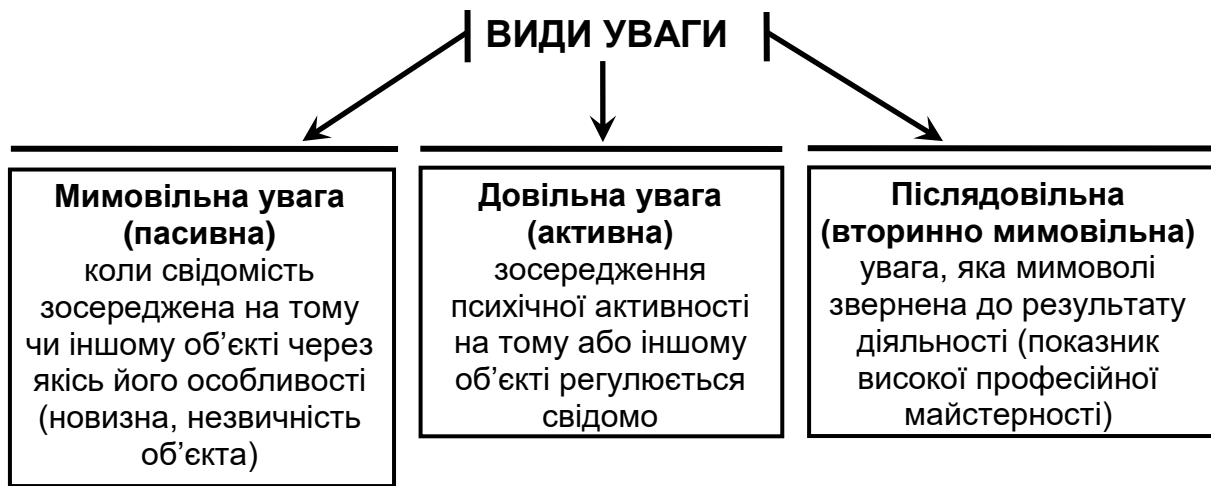 ВИДИ УВАГИ
Мимовільна увага
(пасивна)
коли свідомість
зосереджена на тому
чи іншому об’єкті через
якісь його особливості
(новизна, незвичність
об’єкта)
Довільна увага
(активна)
зосередження
психічної активності
на тому або іншому
об’єкті регулюється
свідомо
Післядовільна
(вторинно мимовільна)
увага, яка мимоволі
звернена до результату
діяльності (показник
високої професійної
майстерності)